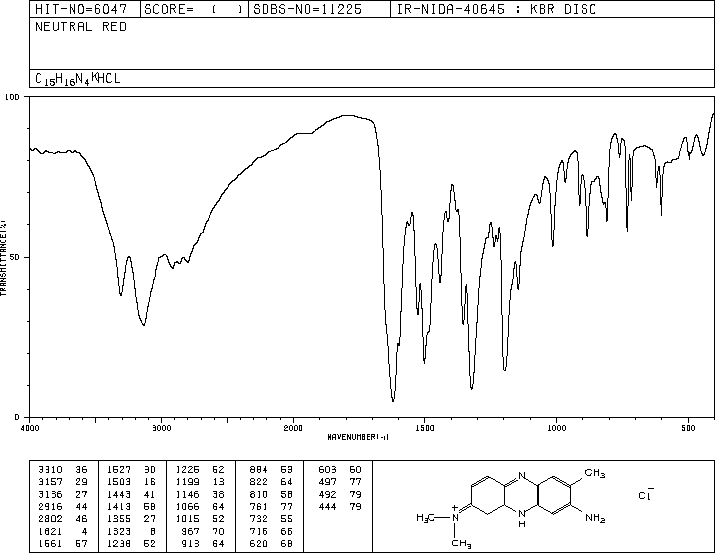 HIT-NO=6047 SCORE= ( ) SDBS-NO=11225 IR-NIDA-40645 : KBR DISC
NEUTRAL RED
C15H16N4·HCL
100
TRANSMITTANCE(%)
50
0
4000 3000 2000 1500 1000 500
WAVENUMBER(-1)
3310 36 1527 30 1226 52 884 53 603 60
3157 29 1503 16 1199 13 822 64 497 77
3136 27 1443 41 1146 38 810 58 492 79
2916 44 1413 58 1066 64 761 77 444 79
2802 46 1355 27 1015 52 732 55
1621 4 1323 8 967 70 716 66
1561 57 1238 52 913 64 620 68
N
CH3
Cl−
H3C
N+
N
H
NH2
CH3